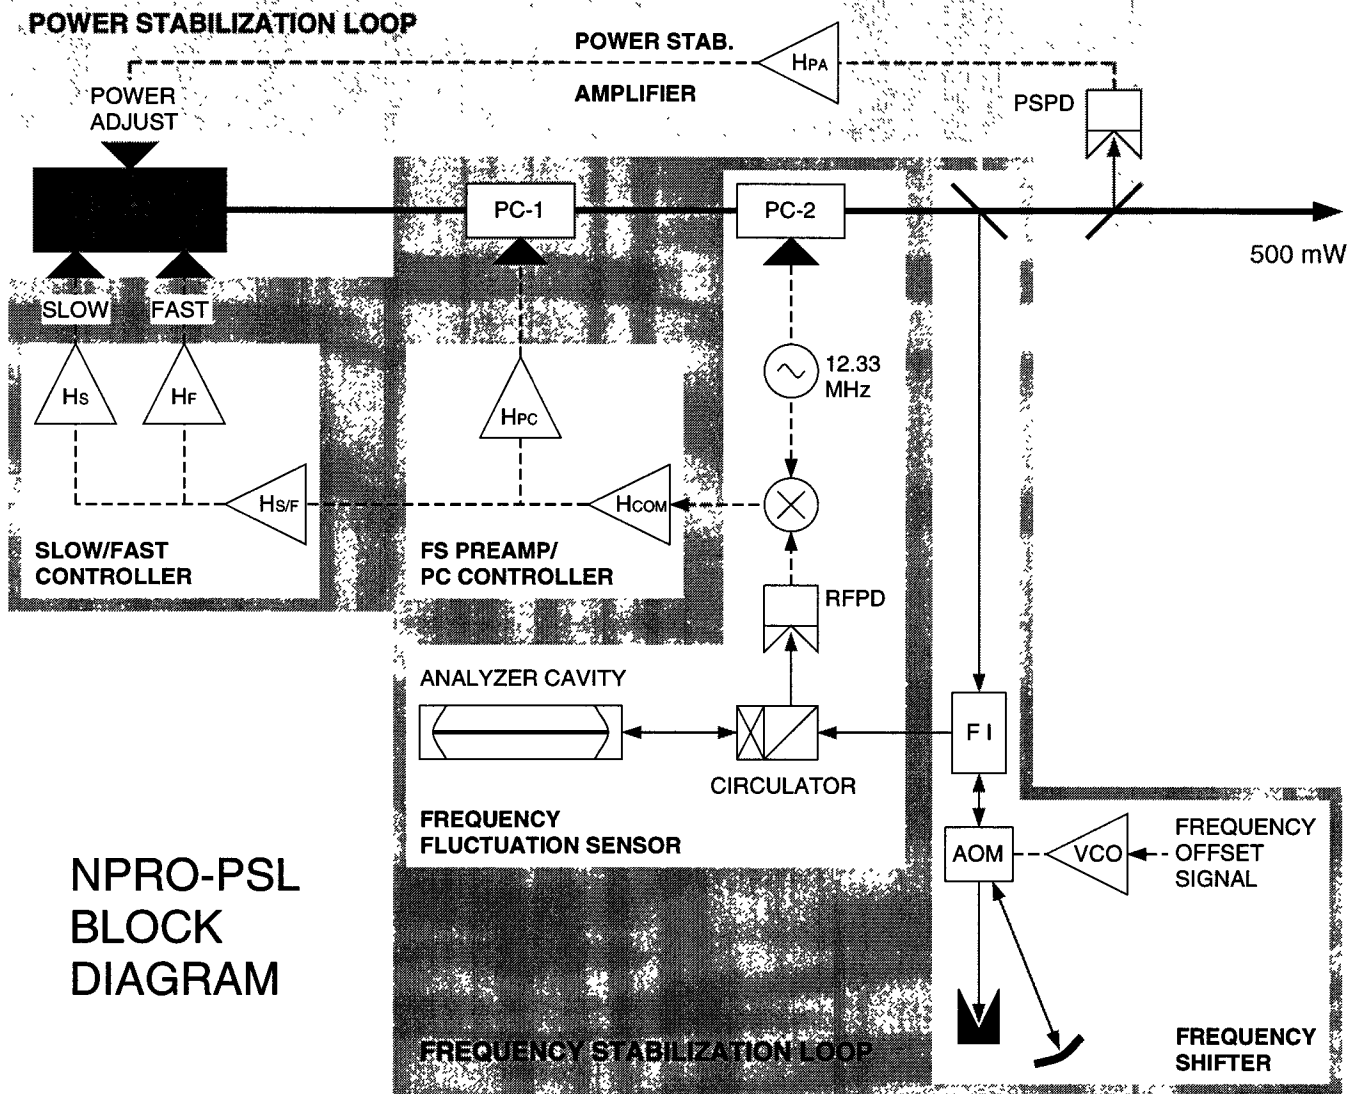 POWER STABILIZATION LOOP
POWER STAB.
HPA
AMPLIFIER
POWER
ADJUST
PSPD
PC-1
PC-2
500 mW
SLOW
FAST
12.33
MHz
HS
HF
HPC
HS/F
HCOM
SLOW/FAST
CONTROLLER
FS PREAMP/
PC CONTROLLER
RFPD
ANALYZER CAVITY
F I
CIRCULATOR
FREQUENCY
FLUCTUATION SENSOR
AOM
VCO
FREQUENCY
OFFSET
SIGNAL
NPRO-PSL
BLOCK
DIAGRAM
FREQUENCY STABILIZATION LOOP
FREQUENCY
SHIFTER